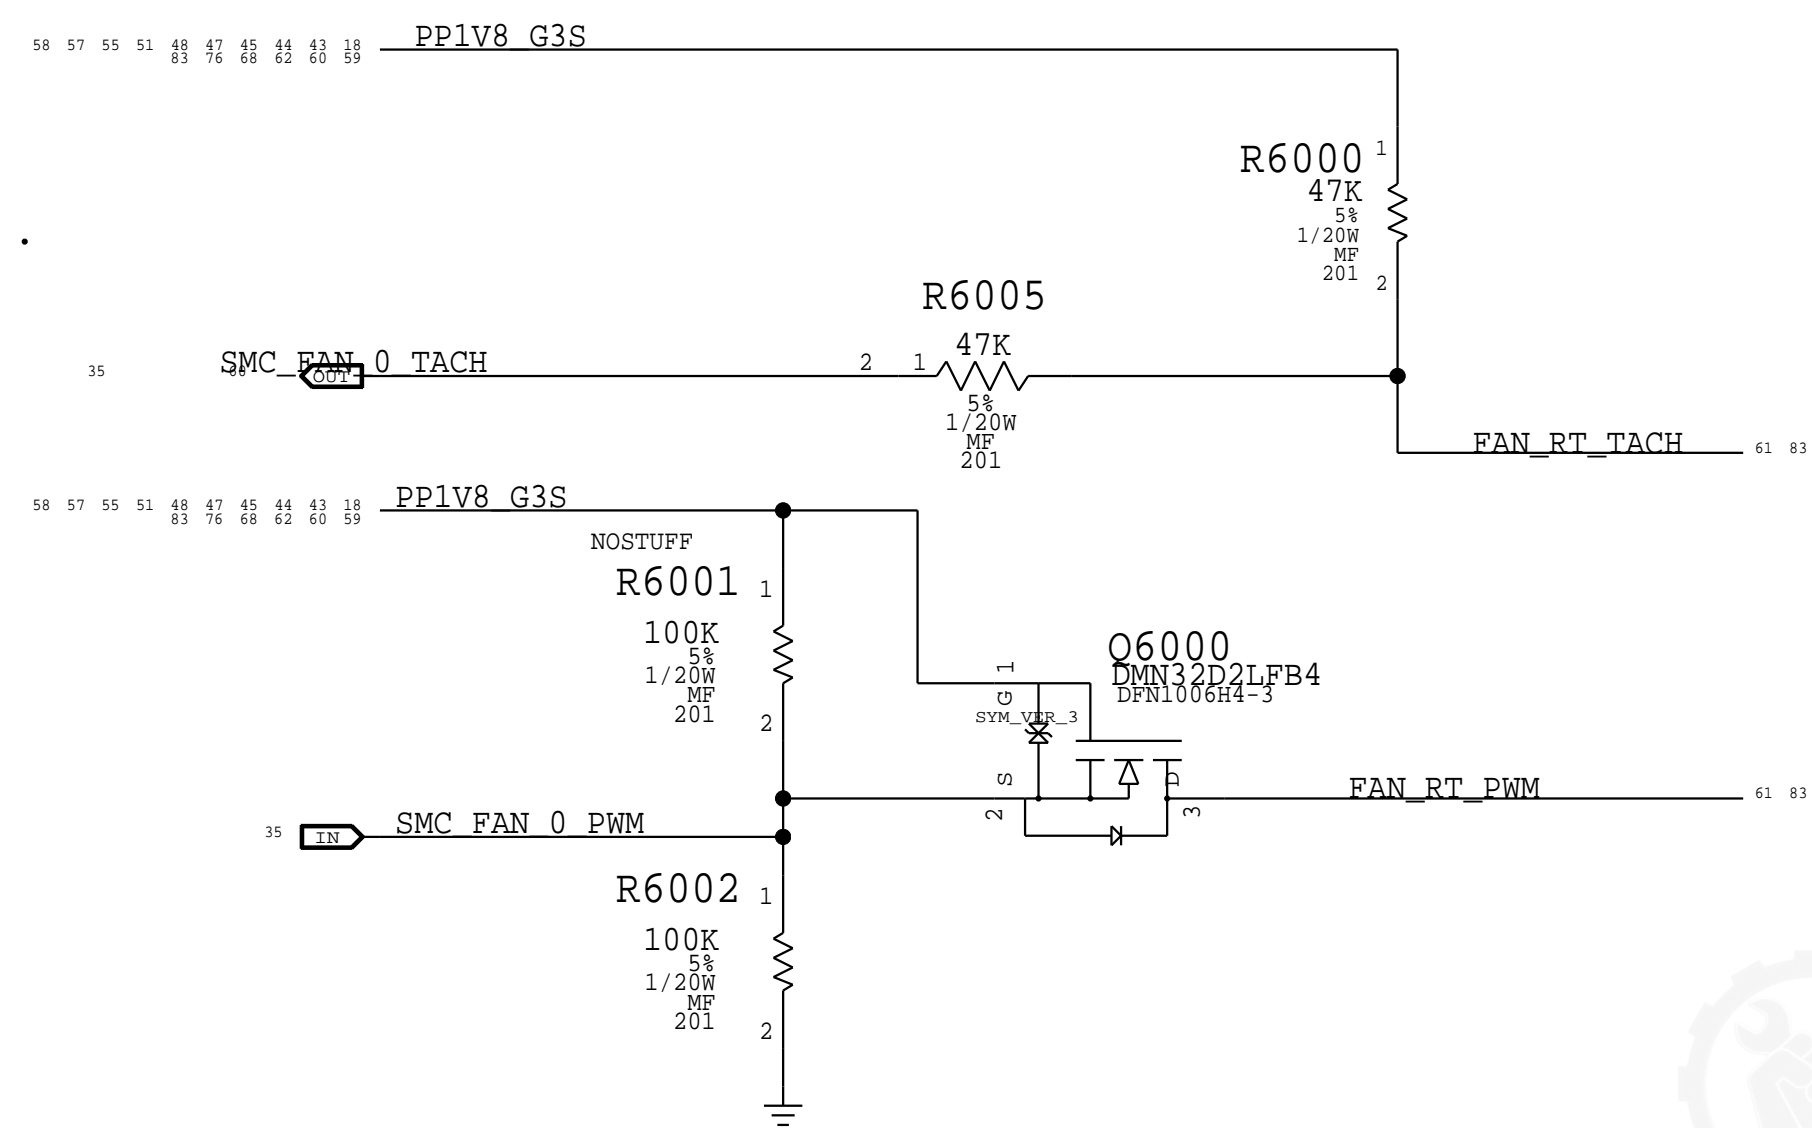 58 57 55 51 48 47 45 44 43 18
83 76 68 62 60 59
PP1V8_G3S
R6000
1
47K
5%
1/20W
MF
201
2
R6005
47K
35
SMC_FAN_0_TACH
OUT
2 1
5%
1/20W
MF
201
FAN_RT_TACH
61 83
58 57 55 51 48 47 45 44 43 18
83 76 68 62 60 59
PP1V8_G3S
NOSTUFF
R6001
1
100K
5%
1/20W
MF
201
2
Q6000
DMN32D2LFB4
DFN1006H4-3
1
G
SYM_VER_3
S
D
2
3
FAN_RT_PWM
61 83
35
IN
SMC_FAN_0_PWM
R6002
1
100K
5%
1/20W
MF
201
2